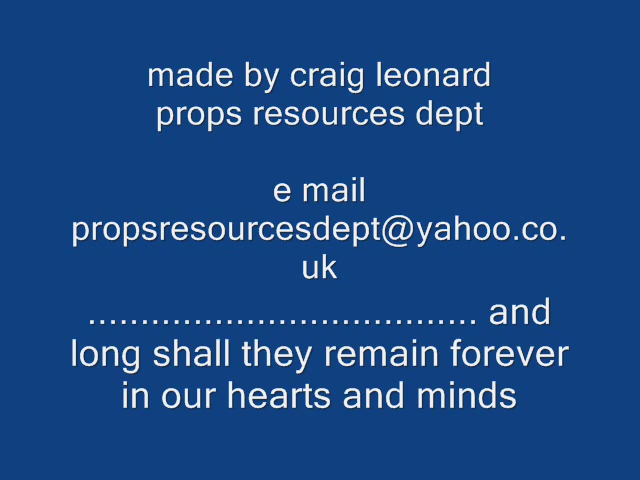 made by craig leonard
props resources dept
e mail
propsresourcesdept@yahoo.co.
uk
..................................... and
long shall they remain forever
in our hearts and minds